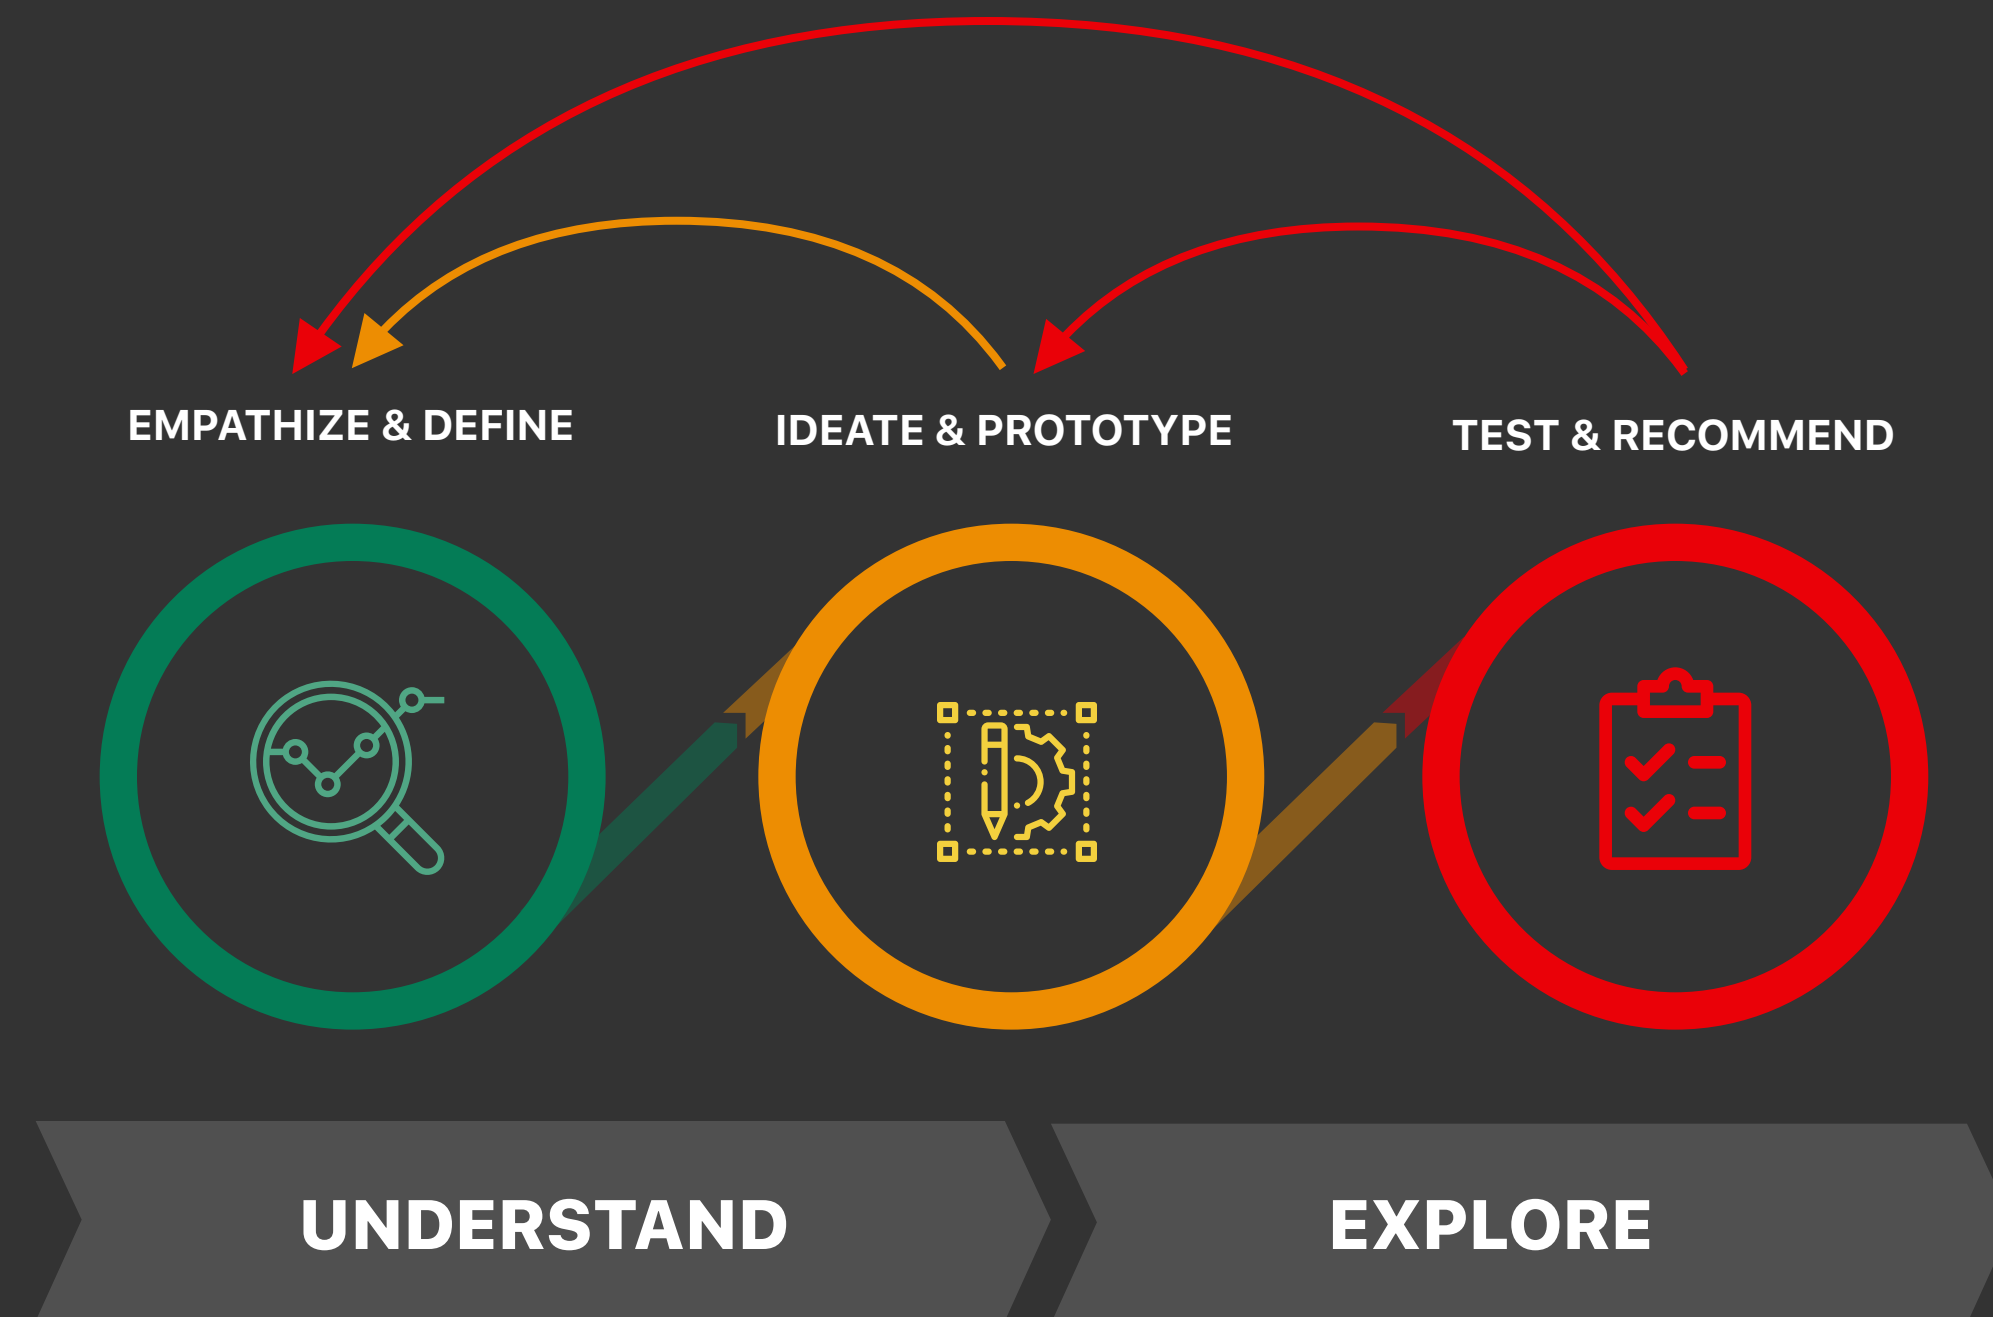 EMPATHIZE & DEFINE
IDEATE & PROTOTYPE
TEST & RECOMMEND
UNDERSTAND
EXPLORE